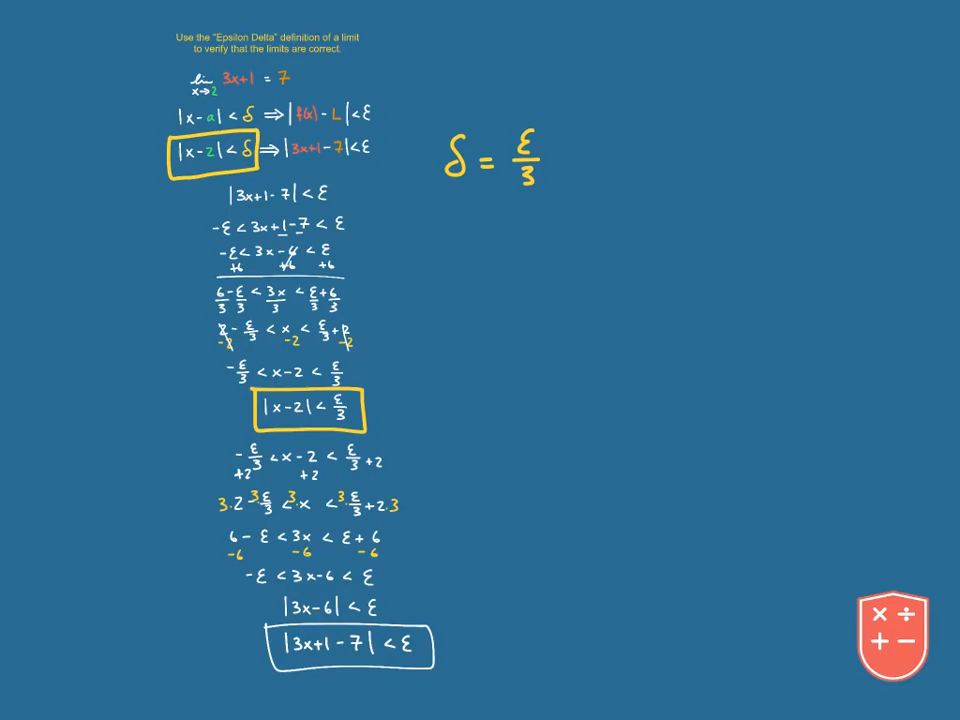 Use the “Epsilon Delta” definition of a limit
to verify that the limits are correct.
lim x→2 3x+1 = 7
|x-a| < δ ⟹ |f(x) - L| < ε
|x-2| < δ ⟹ |3x+1-7| < ε
δ = ε/3
|3x+1-7| < ε
-ε < 3x+1-7 < ε
-ε < 3x-6 < ε
+6 +6 +6
6/3 - ε/3 < 3x/3 < ε/3 + 6/3
2 - ε/3 < x < ε/3 + 2
-2 -2 -2
-ε/3 < x-2 < ε/3
|x-2| < ε/3
-ε/3 < x-2 < ε/3 +2
+2 +2
3·2 - 3·ε/3 < 3·x < 3·ε/3 + 2·3
6 - ε < 3x < ε + 6
-6 -6 -6
-ε < 3x-6 < ε
|3x-6| < ε
|3x+1-7| < ε
× ÷
+ −